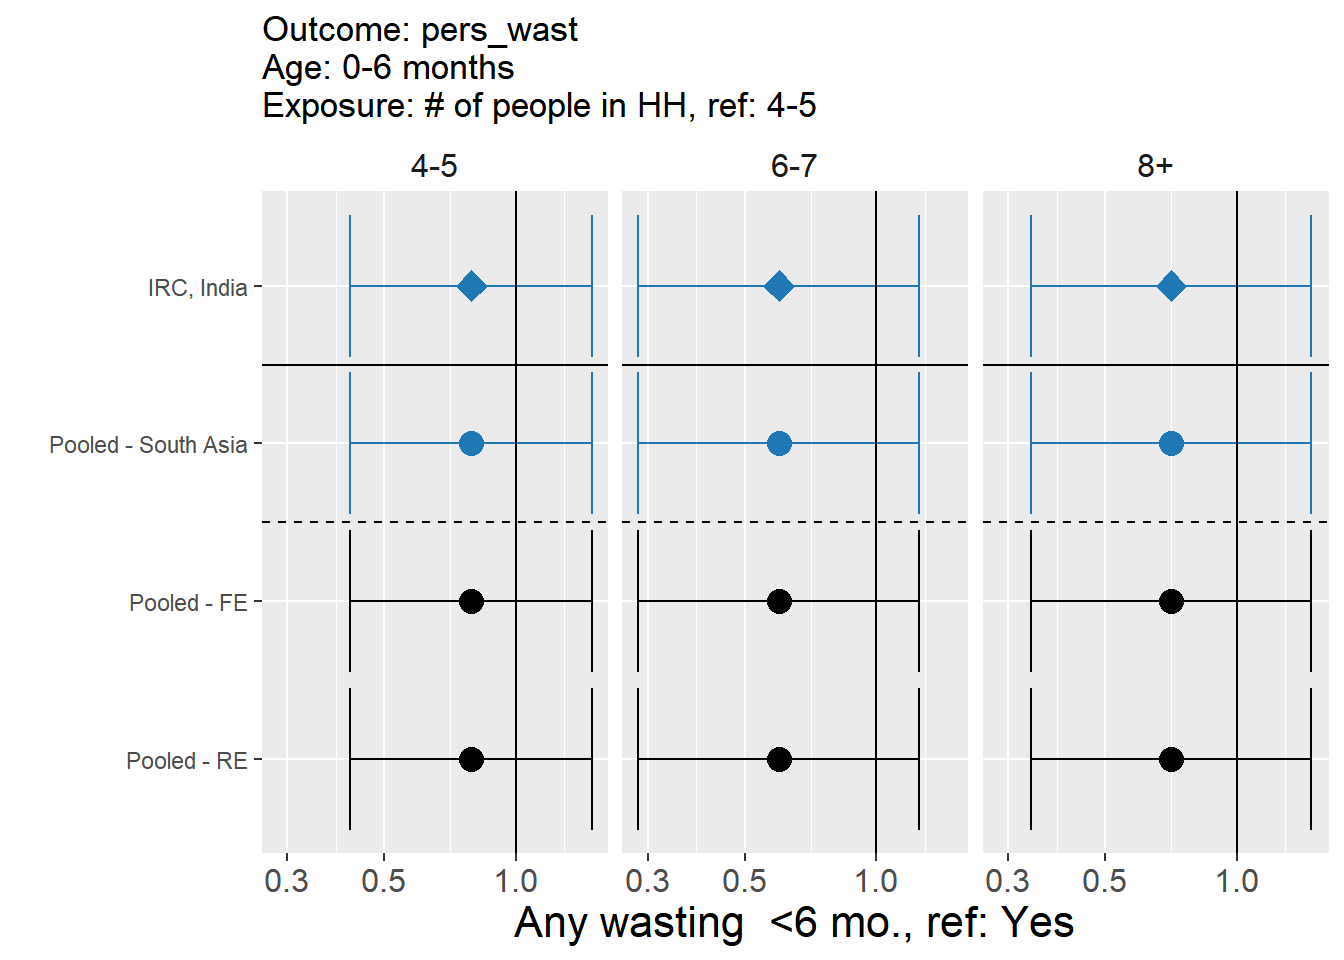 Outcome: pers_wast
Age: 0-6 months
Exposure: # of people in HH, ref: 4-5
4-5 6-7 8+
IRC, India
Pooled - South Asia
Pooled - FE
Pooled - RE
0.3 0.5 1.0 0.3 0.5 1.0 0.3 0.5 1.0
Any wasting  <6 mo., ref: Yes